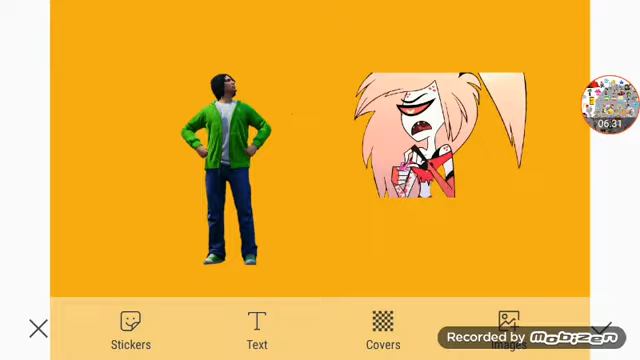 06.31
Stickers
Text
Covers
Images
Recorded by mobizen